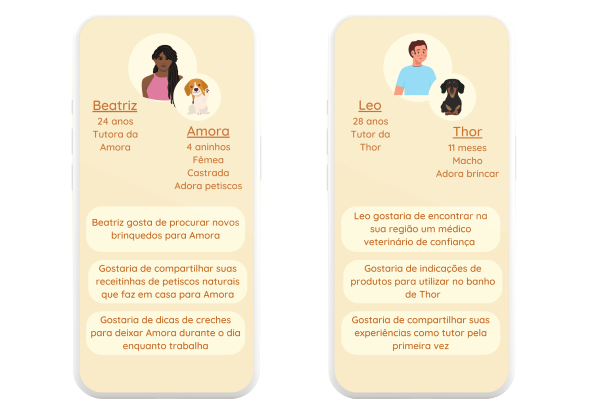 Beatriz
24 anos
Tutora da
Amora
Amora
4 aninhos
Fêmea
Castrada
Adora petiscos
Beatriz gosta de procurar novos
brinquedos para Amora
Gostaria de compartilhar suas
receitinhas de petiscos naturais
que faz em casa para Amora
Gostaria de dicas de creches
para deixar Amora durante o dia
enquanto trabalha
Leo
28 anos
Tutor da
Thor
Thor
11 meses
Macho
Adora brincar
Leo gostaria de encontrar na
sua região um médico
veterinário de confiança
Gostaria de indicações de
produtos para utilizar no banho
de Thor
Gostaria de compartilhar suas
experiências como tutor pela
primeira vez